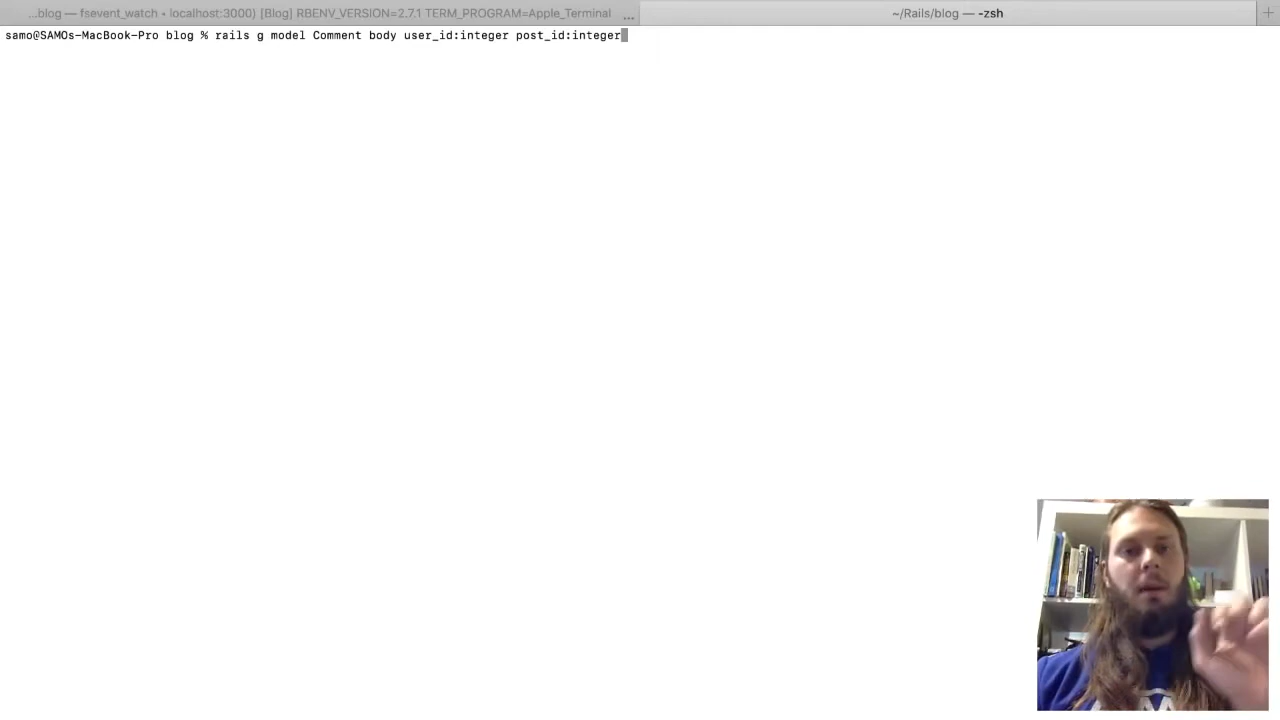 ...blog — fsevent_watch • localhost:3000) [Blog] RBENV_VERSION=2.7.1 TERM_PROGRAM=Apple_Terminal ...
~/Rails/blog — -zsh
samo@SAMOs-MacBook-Pro blog % rails g model Comment body user_id:integer post_id:integer